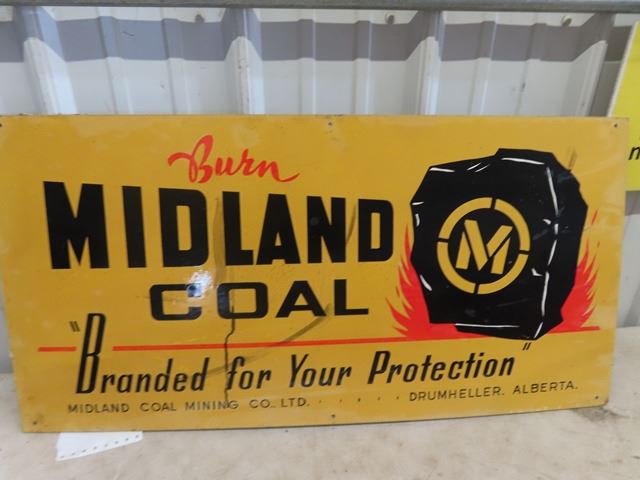 Burn
MIDLAND
COAL
M
"Branded for Your Protection"
MIDLAND COAL MINING CO. LTD. · · · · · · DRUMHELLER, ALBERTA.
n